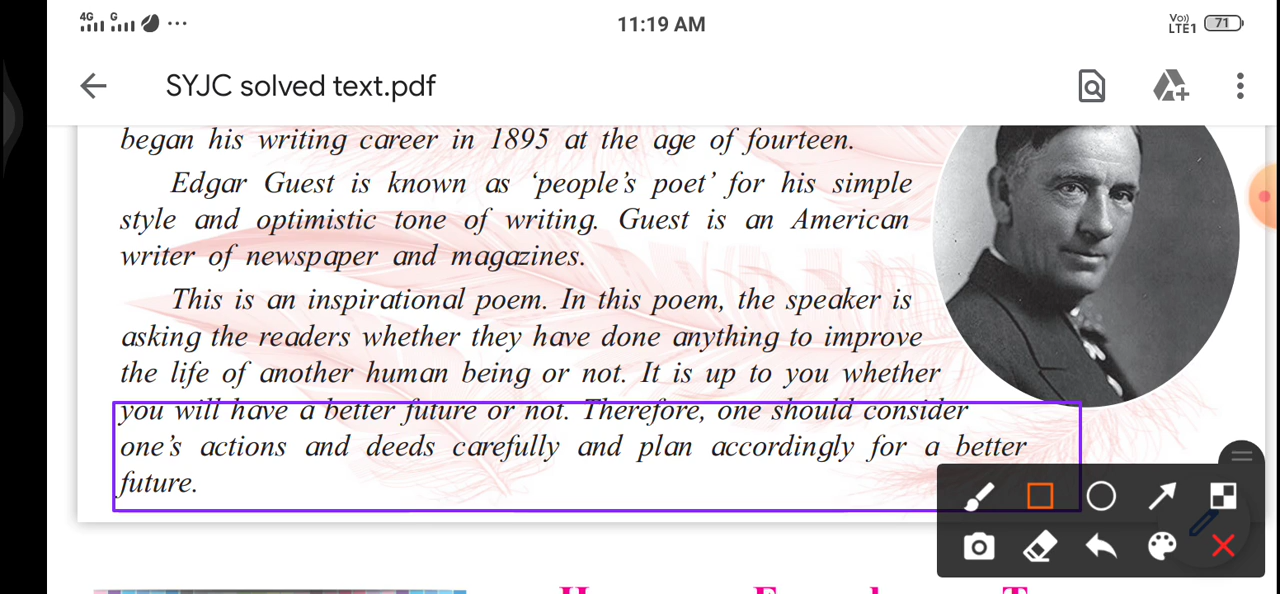 4G G ... 11:19 AM Vo)) LTE1 71
SYJC solved text.pdf
began his writing career in 1895 at the age of fourteen.
Edgar Guest is known as ‘people’s poet’ for his simple
style and optimistic tone of writing. Guest is an American
writer of newspaper and magazines.
This is an inspirational poem. In this poem, the speaker is
asking the readers whether they have done anything to improve
the life of another human being or not. It is up to you whether
you will have a better future or not. Therefore, one should consider
one’s actions and deeds carefully and plan accordingly for a better
future.